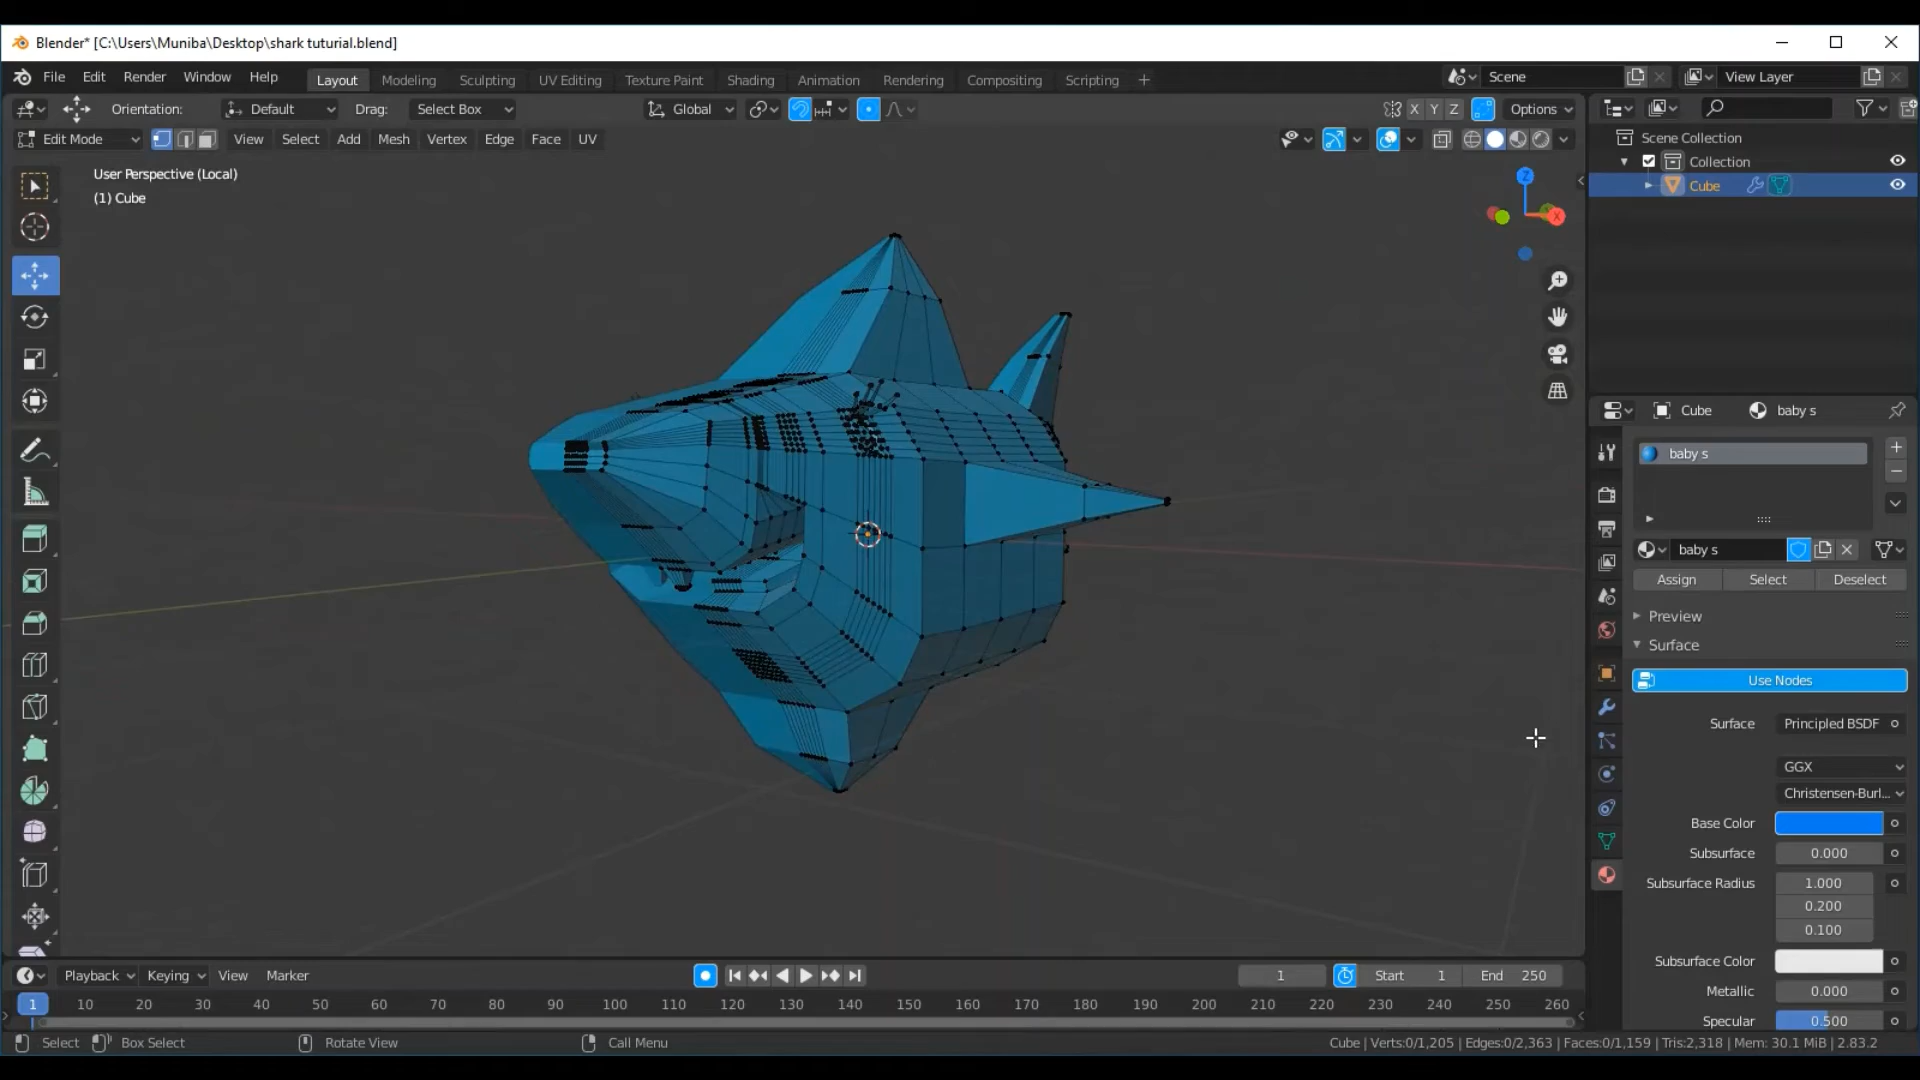 Blender* [C:\Users\Muniba\Desktop\shark tuturial.blend]
File Edit Render Window Help Layout Modeling Sculpting UV Editing Texture Paint Shading Animation Rendering Compositing Scripting + Scene View Layer
Orientation: Default Drag: Select Box Global X Y Z Options
Edit Mode View Select Add Mesh Vertex Edge Face UV
Scene Collection
Collection
Cube
User Perspective (Local)
(1) Cube
Z
X
Cube baby s
baby s
baby s
Assign Select Deselect
Preview
Surface
Use Nodes
Surface Principled BSDF
GGX
Christensen-Burl...
Base Color
Subsurface 0.000
Subsurface Radius 1.000
0.200
0.100
Subsurface Color
Metallic 0.000
Specular 0.500
Playback Keying View Marker 1 Start 1 End 250
1 10 20 30 40 50 60 70 80 90 100 110 120 130 140 150 160 170 180 190 200 210 220 230 240 250 260
Select Box Select Rotate View Call Menu Cube | Verts:0/1,205 | Edges:0/2,363 | Faces:0/1,159 | Tris:2,318 | Mem: 30.1 MiB | 2.83.2